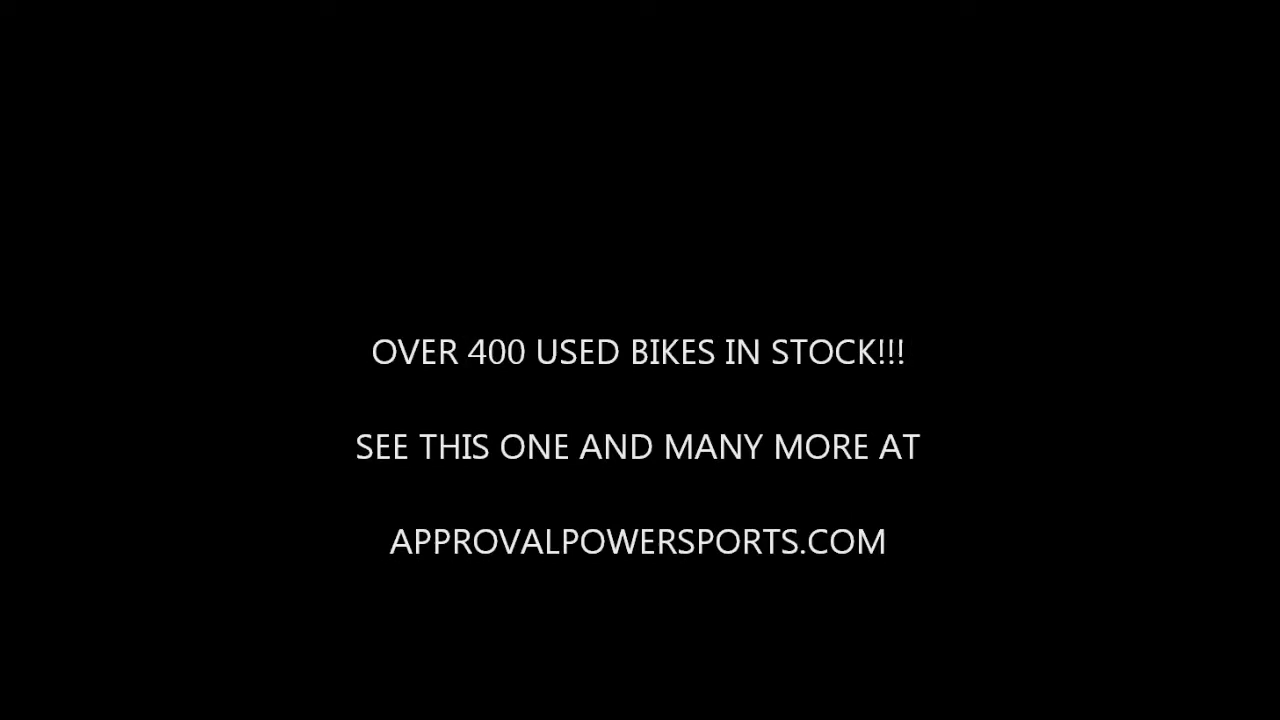 OVER 400 USED BIKES IN STOCK!!!
SEE THIS ONE AND MANY MORE AT
APPROVALPOWERSPORTS.COM